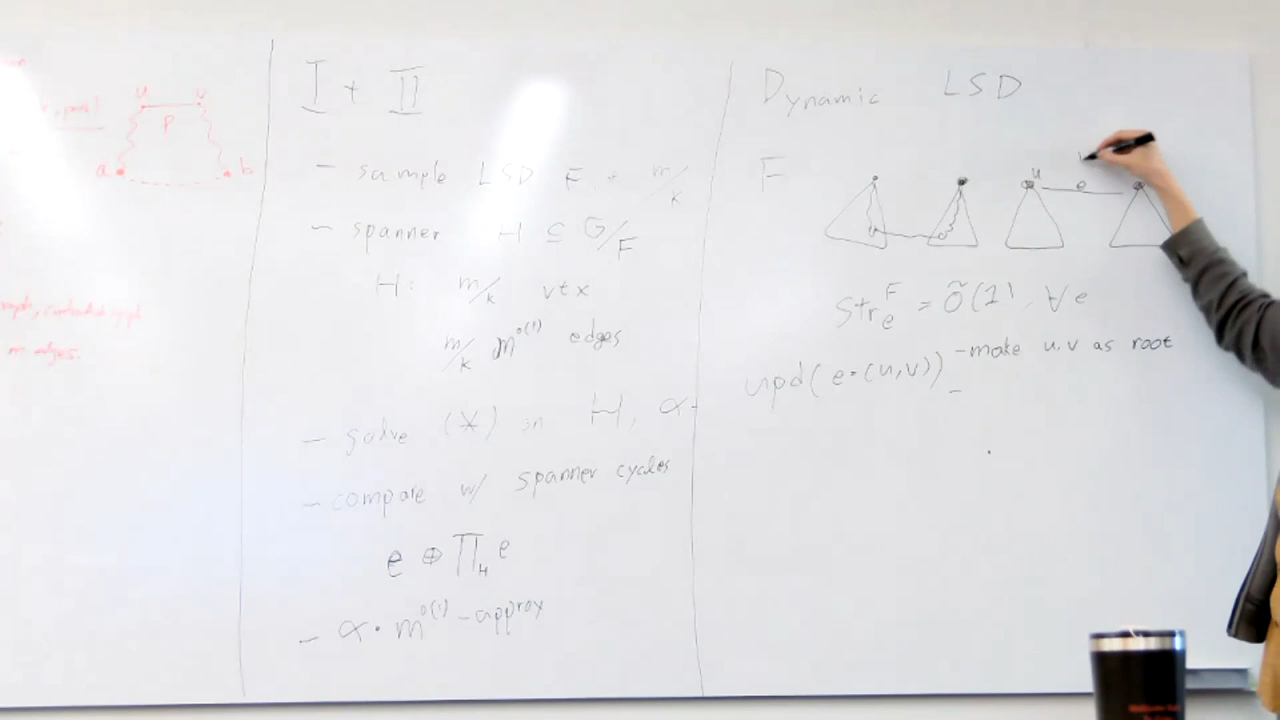 u v
P
a b
m edges.
I + II
- sample LSD F, + m/k
- spanner H ⊆ G/F
H: m/k vtx
m/k m^o(1) edges
- solve (*) on H, α-
- compare w/ spanner cycles
e ⊕ Π_H e
- α · m^o(1) - approx
Dynamic LSD
F
u e
Str_e^F = Õ(1), ∀e
upd(e=(u,v)) - make u,v as root
-